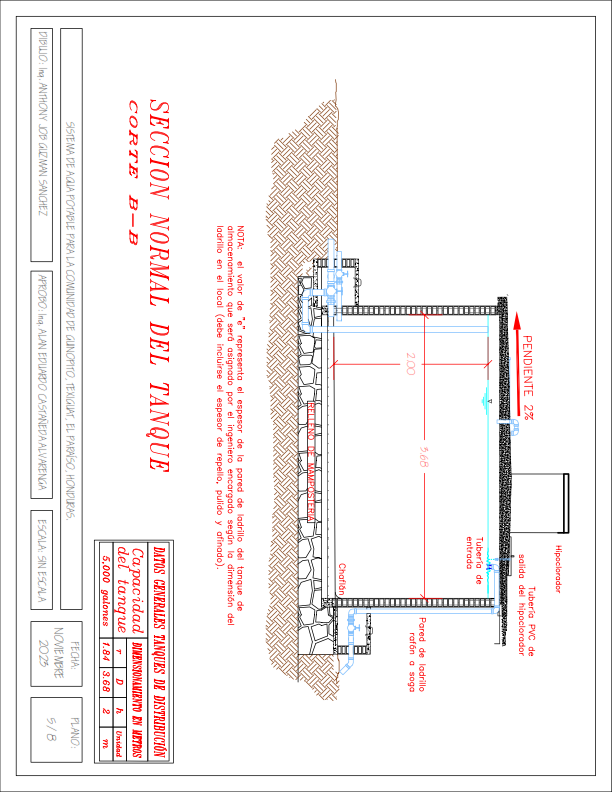 PENDIENTE 2%
Hipoclorador
Tubería PVC de
salida del hipoclorador
Tubería de
entrada
2.00
3.68
Chaflán
RELLENO DE MAMPOSTERIA
Pared de ladrillo
rafón a soga
NOTA: el valor de "e" representa el espesor de la pared de ladrillo del tanque de
almacenamiento que será asignado por el ingeniero encargado según la dimensión del
ladrillo en el local (debe incluirse el espesor de repello, pulido y afinado).
SECCION NORMAL DEL TANQUE
CORTE B-B
DATOS GENERALES TANQUES DE DISTRIBUCIÓN
Capacidad
del tanque
DIMENSIONAMIENTO EN METROS
r D h Unidad
5,000 galones 1.84 3.68 2 m
SISTEMA DE AGUA POTABLE PARA LA COMUNIDAD DE
TEXIGUAT, EL PARAÍSO, HONDURAS.
DIBUJO: Ing. ANTHONY JOB GUZMAN SANCHEZ
APROBO: Ing. ALAN EDUARDO CASTAÑEDA ALVARENGA
ESCALA: SIN ESCALA
FECHA:
NOVIEMBRE
2023
PLANO:
5/8